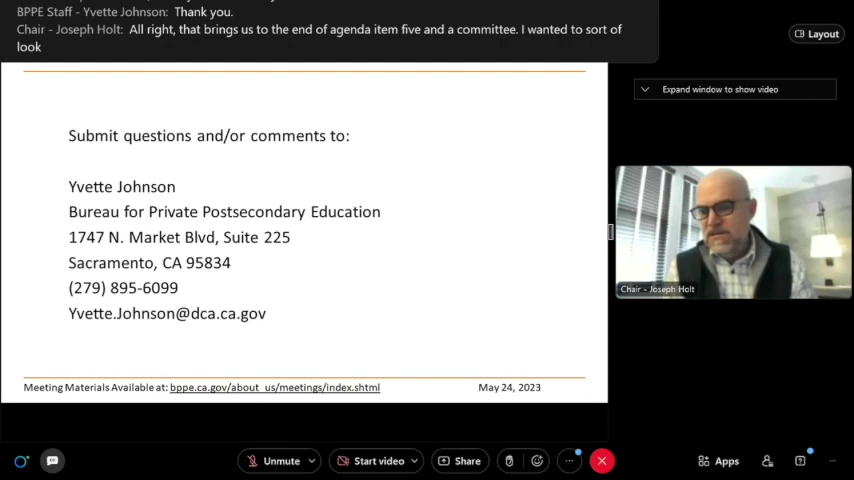 BPPE Staff - Yvette Johnson: Thank you.
Chair - Joseph Holt: All right, that brings us to the end of agenda item five and a committee. I wanted to sort of
look
Layout
Expand window to show video
Submit questions and/or comments to:
Yvette Johnson
Bureau for Private Postsecondary Education
1747 N. Market Blvd, Suite 225
Sacramento, CA 95834
(279) 895-6099
Yvette.Johnson@dca.ca.gov
Chair - Joseph Holt
Meeting Materials Available at: bppe.ca.gov/about_us/meetings/index.shtml
May 24, 2023
Unmute
Start video
Share
Apps